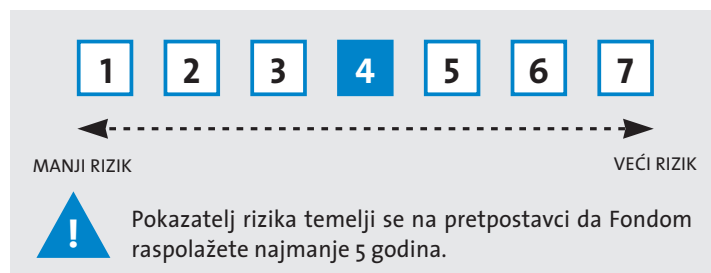 1 2 3 4 5 6 7
MANJI RIZIK VEĆI RIZIK
! Pokazatelj rizika temelji se na pretpostavci da Fondom
raspolažete najmanje 5 godina.